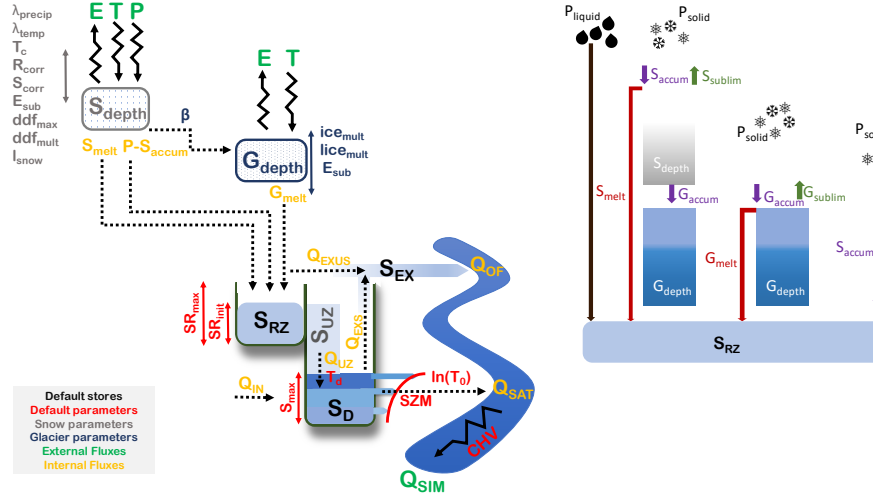 λprecip
λtemp
Tc
Rcorr
Scorr
Esub
ddfmax
ddfmult
Isnow
E T P
Sdepth
Smelt P-Saccum
β
E T
Gdepth
icemult
licemult
Esub
Gmelt
QEXUS
SEX
QOF
SRmax
SRinit
SRZ
SUZ
QEXS
QUZ
Td
QIN
Smax
SD
ln(T0)
SZM
QSAT
CHV
QSIM
Default stores
Default parameters
Snow parameters
Glacier parameters
External Fluxes
Internal Fluxes
Pliquid
Psolid
Saccum
Ssublim
Sdepth
Smelt
Gaccum
Gdepth
Psolid
Gaccum
Gsublim
Gmelt
Gdepth
Saccum
SRZ